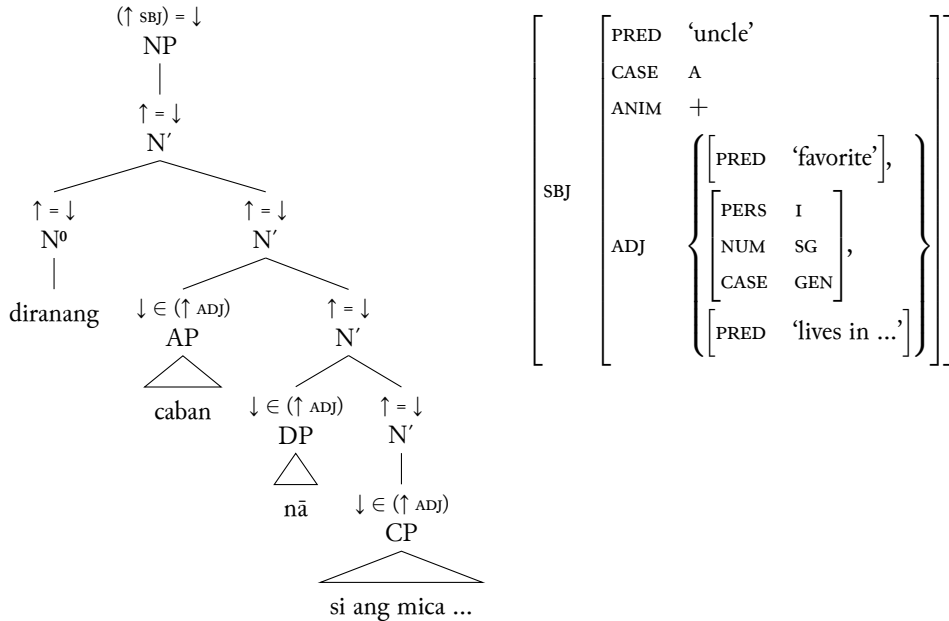 (↑ SBJ) = ↓
NP
↑ = ↓
N′
↑ = ↓ ↑ = ↓
N⁰ N′
diranang ↓ ∈ (↑ ADJ) ↑ = ↓
AP N′
caban ↓ ∈ (↑ ADJ) ↑ = ↓
DP N′
nā ↓ ∈ (↑ ADJ)
CP
si ang mica ...
SBJ
PRED ‘uncle’
CASE A
ANIM +
ADJ
PRED ‘favorite’ ,
PERS I
NUM SG ,
CASE GEN
PRED ‘lives in ...’